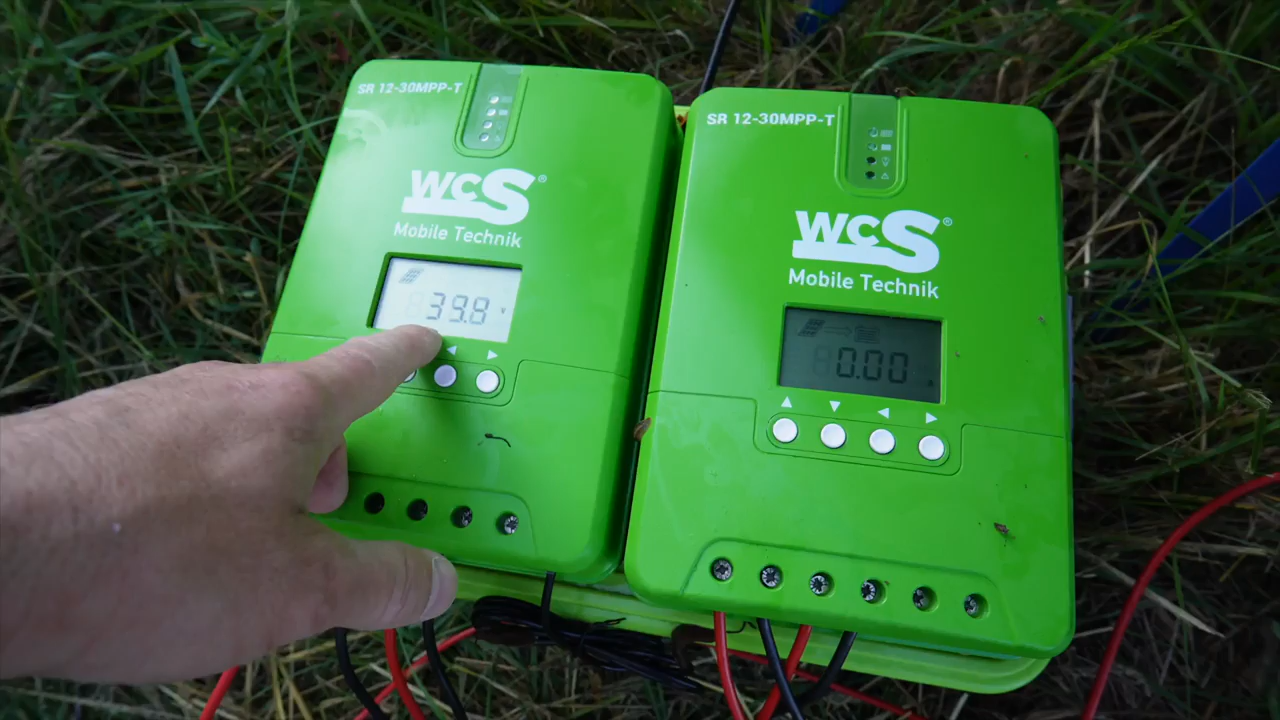 SR 12-30MPP-T
wcS®
Mobile Technik
39.8 v
SR 12-30MPP-T
wcS®
Mobile Technik
0.00